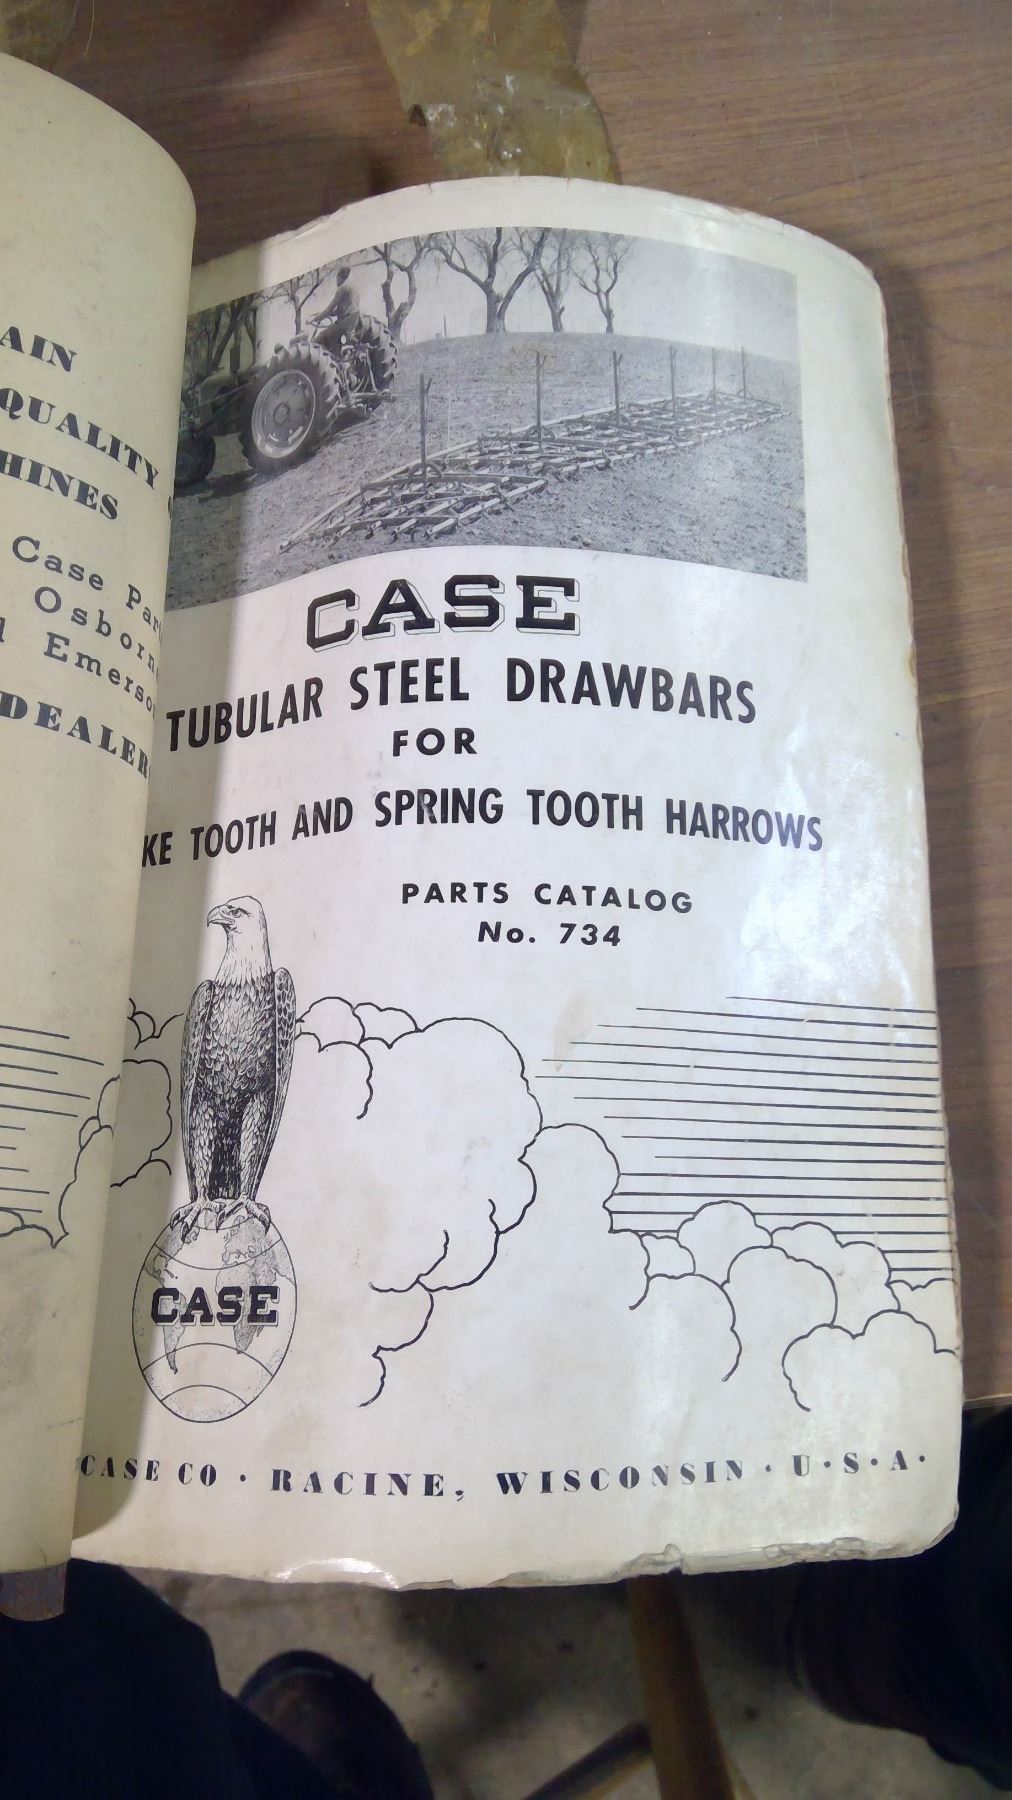 AIN
QUALITY
HINES
Case Par
Osborne
Emerso
DEALER
CASE
TUBULAR STEEL DRAWBARS
FOR
KE TOOTH AND SPRING TOOTH HARROWS
PARTS CATALOG
No. 734
CASE
CASE CO · RACINE, WISCONSIN · U·S·A·